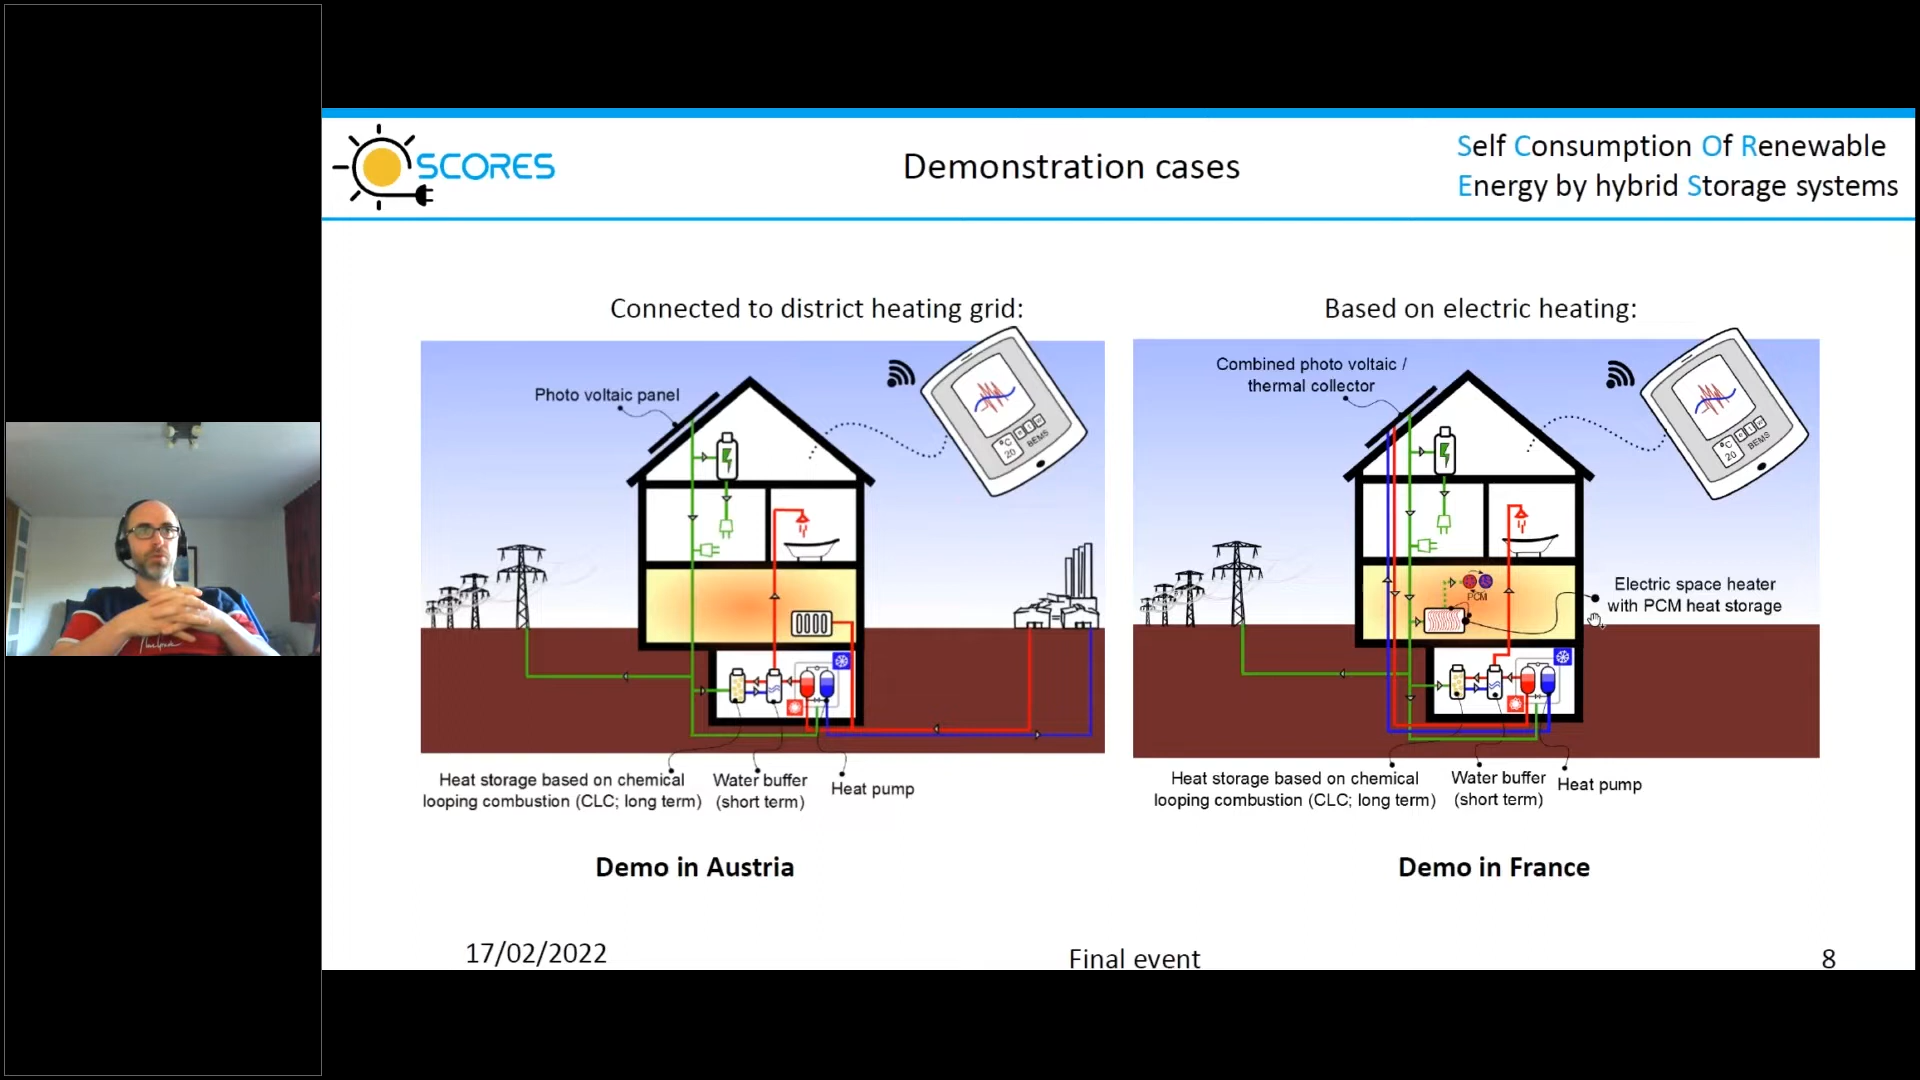 SCORES
Demonstration cases
Self Consumption Of Renewable
Energy by hybrid Storage systems
Connected to district heating grid:
Photo voltaic panel
°C
20
BEMS
Heat storage based on chemical
looping combustion (CLC; long term)
Water buffer
(short term)
Heat pump
Demo in Austria
Based on electric heating:
Combined photo voltaic /
thermal collector
°C
20
BEMS
PCM
Electric space heater
with PCM heat storage
Heat storage based on chemical
looping combustion (CLC; long term)
Water buffer
(short term)
Heat pump
Demo in France
17/02/2022
Final event
8